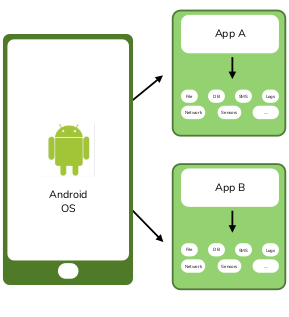 App A
File DB SMS Logs
Network Sensors ...
Android
OS
App B
File DB SMS Logs
Network Sensors ...